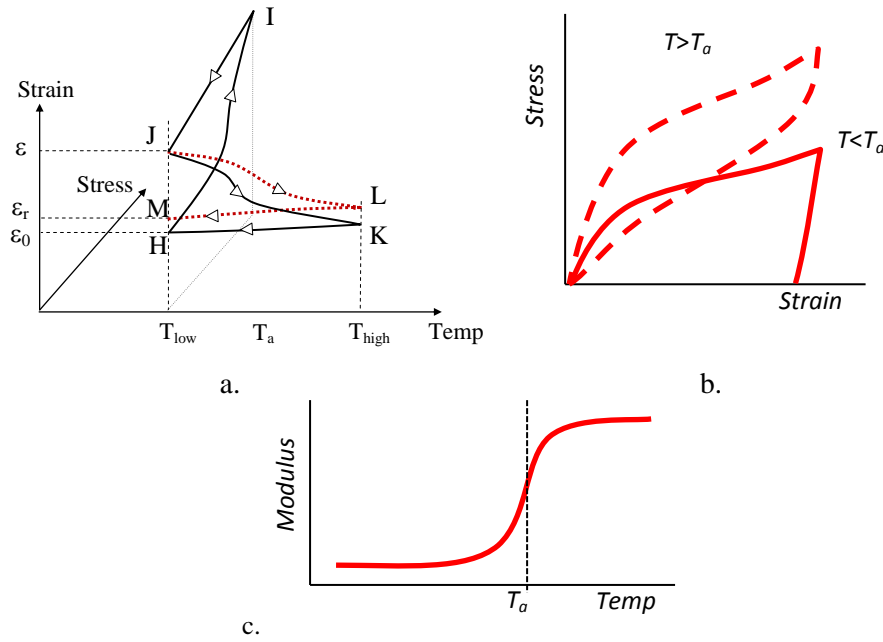 I
Strain
J
ε
Stress
L
M
εr
ε0
H
K
Tlow
Ta
Thigh
Temp
a.
Stress
T>Ta
T<Ta
Strain
b.
Modulus
Ta
Temp
c.